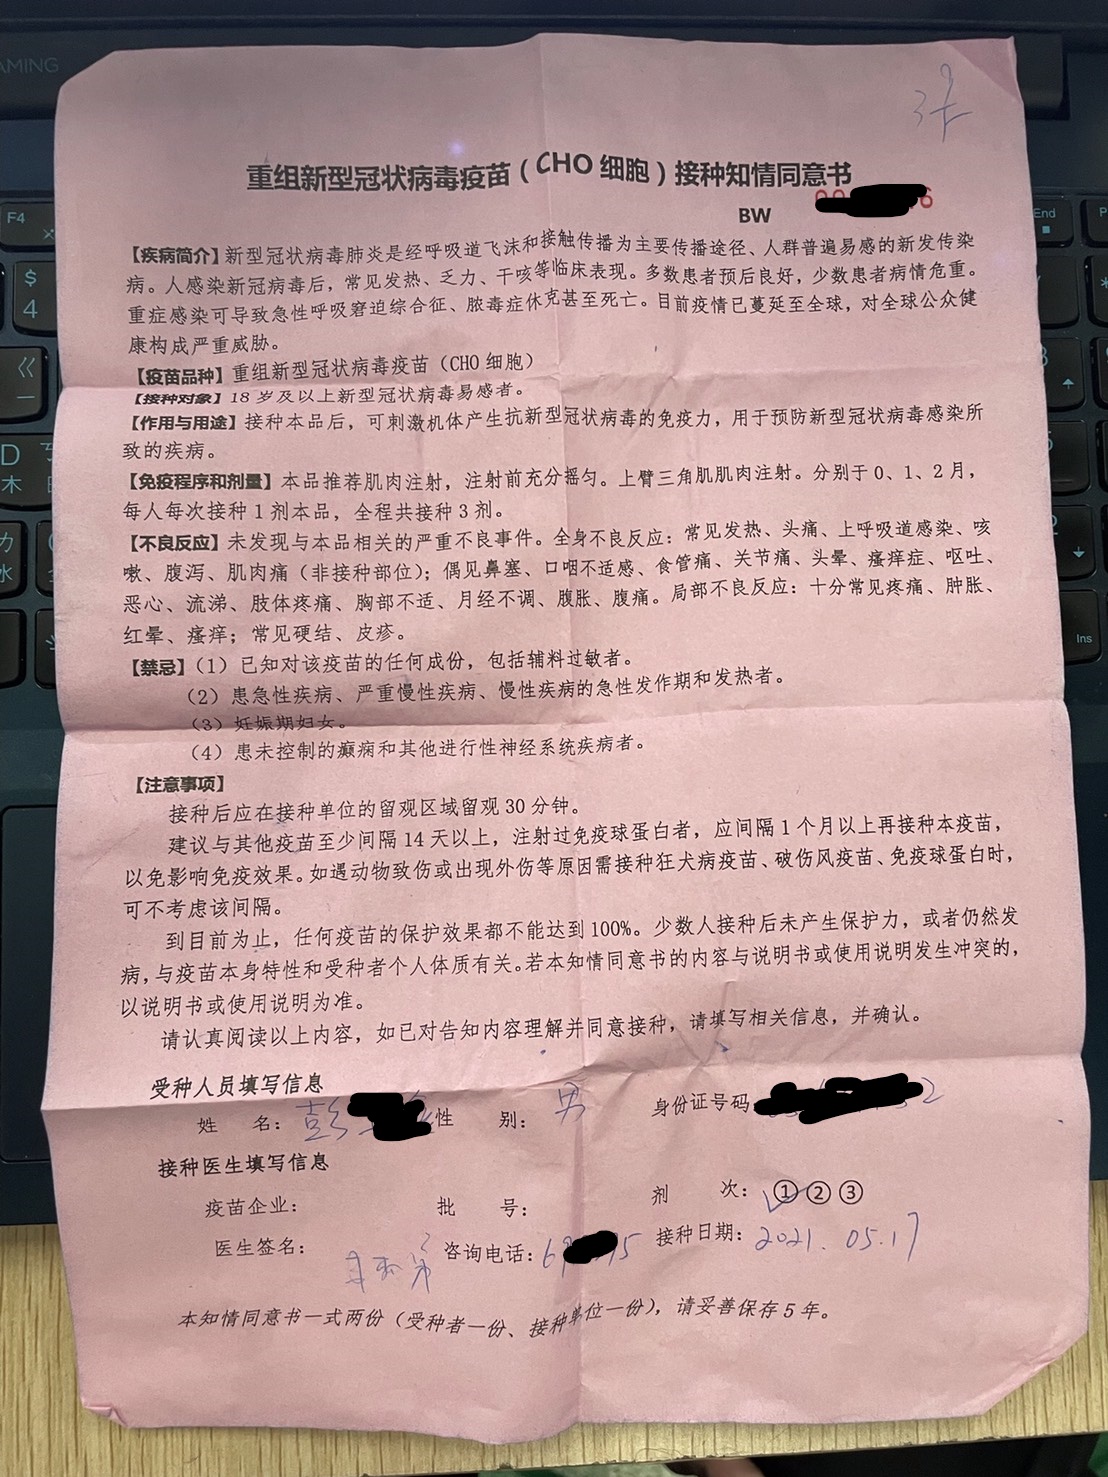 AMING
F4
End
$
4
D
木
Ins
3针
重组新型冠状病毒疫苗（CHO 细胞）接种知情同意书
BW
6
【疾病简介】新型冠状病毒肺炎是经呼吸道飞沫和接触传播为主要传播途径、人群普遍易感的新发传染
病。人感染新冠病毒后，常见发热、乏力、干咳等临床表现。多数患者预后良好，少数患者病情危重。
重症感染可导致急性呼吸窘迫综合征、脓毒症休克甚至死亡。目前疫情已蔓延至全球，对全球公众健
康构成严重威胁。
【疫苗品种】重组新型冠状病毒疫苗（CHO 细胞）
【接种对象】18 岁及以上新型冠状病毒易感者。
【作用与用途】接种本品后，可刺激机体产生抗新型冠状病毒的免疫力，用于预防新型冠状病毒感染所
致的疾病。
【免疫程序和剂量】本品推荐肌肉注射，注射前充分摇匀。上臂三角肌肌肉注射。分别于 0、1、2 月，
每人每次接种 1 剂本品，全程共接种 3 剂。
【不良反应】未发现与本品相关的严重不良事件。全身不良反应：常见发热、头痛、上呼吸道感染、咳
嗽、腹泻、肌肉痛（非接种部位）；偶见鼻塞、口咽不适感、食管痛、关节痛、头晕、瘙痒症、呕吐、
恶心、流涕、肢体疼痛、胸部不适、月经不调、腹胀、腹痛。局部不良反应：十分常见疼痛、肿胀、
红晕、瘙痒；常见硬结、皮疹。
【禁忌】（1）已知对该疫苗的任何成份，包括辅料过敏者。
（2）患急性疾病、严重慢性疾病、慢性疾病的急性发作期和发热者。
（3）妊娠期妇女。
（4）患未控制的癫痫和其他进行性神经系统疾病者。
【注意事项】
接种后应在接种单位的留观区域留观 30 分钟。
建议与其他疫苗至少间隔 14 天以上，注射过免疫球蛋白者，应间隔 1 个月以上再接种本疫苗，
以免影响免疫效果。如遇动物致伤或出现外伤等原因需接种狂犬病疫苗、破伤风疫苗、免疫球蛋白时，
可不考虑该间隔。
到目前为止，任何疫苗的保护效果都不能达到 100%。少数人接种后未产生保护力，或者仍然发
病，与疫苗本身特性和受种者个人体质有关。若本知情同意书的内容与说明书或使用说明发生冲突的，
以说明书或使用说明为准。
请认真阅读以上内容，如已对告知内容理解并同意接种，请填写相关信息，并确认。
受种人员填写信息
姓 名：彭 性 别：男 身份证号码 2
接种医生填写信息
疫苗企业： 批 号： 剂 次：①②③
医生签名： 咨询电话：69 5 接种日期：2021.05.17
本知情同意书一式两份（受种者一份、接种单位一份），请妥善保存 5 年。